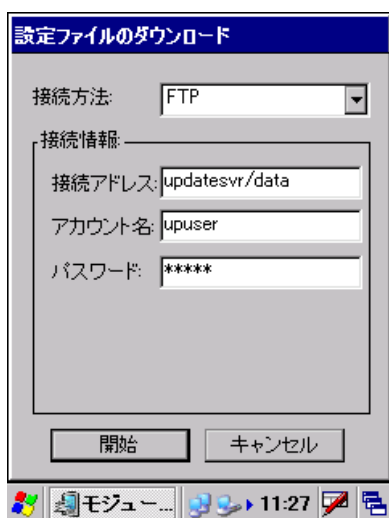 設定ファイルのダウンロード
接続方法: FTP
接続情報:
接続アドレス: updatesvr/data
アカウント名: upuser
パスワード: *****
開始 キャンセル
モジュー... 11:27